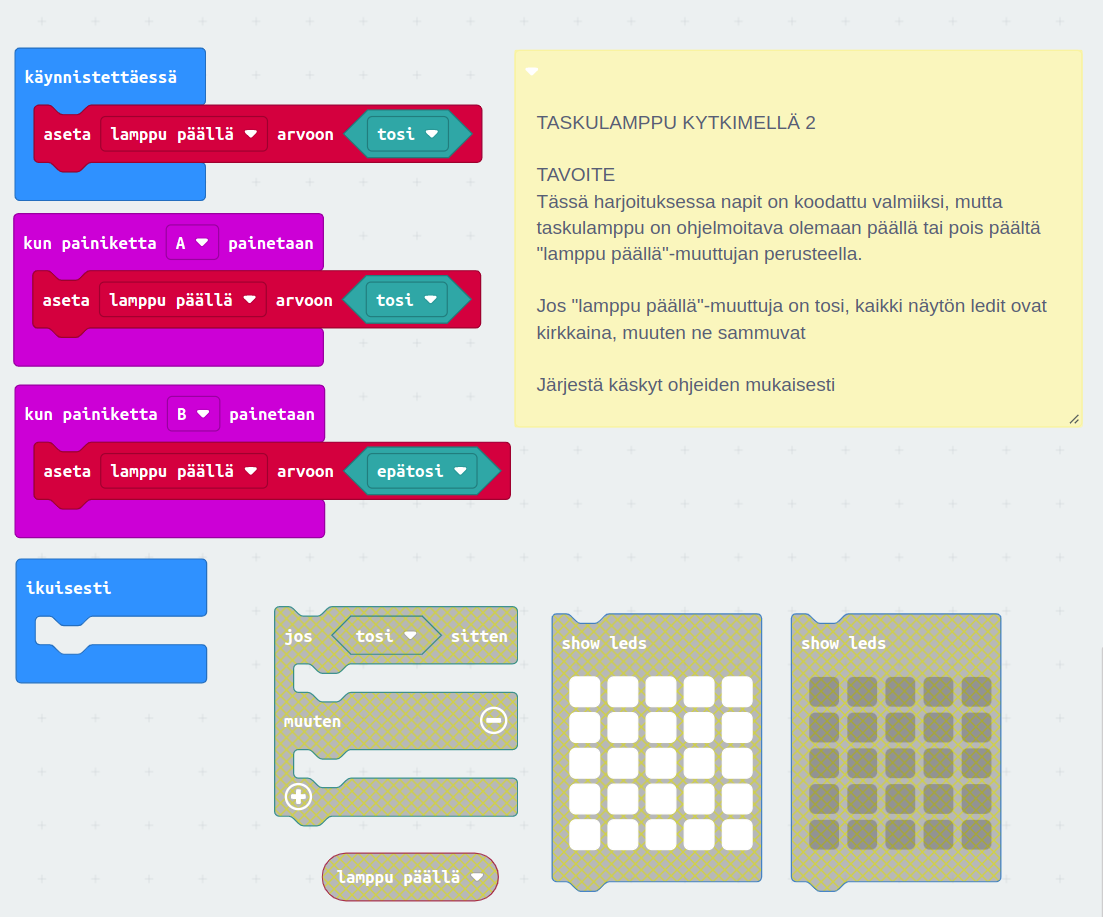 käynnistettäessä
aseta lamppu päällä arvoon tosi
kun painiketta A painetaan
aseta lamppu päällä arvoon tosi
kun painiketta B painetaan
aseta lamppu päällä arvoon epätosi
ikuisesti
TASKULAMPPU KYTKIMELLÄ 2
TAVOITE
Tässä harjoituksessa napit on koodattu valmiiksi, mutta
taskulamppu on ohjelmoitava olemaan päällä tai pois päältä
"lamppu päällä"-muuttujan perusteella.
Jos "lamppu päällä"-muuttuja on tosi, kaikki näytön ledit ovat
kirkkaina, muuten ne sammuvat
Järjestä käskyt ohjeiden mukaisesti
jos tosi sitten
muuten
lamppu päällä
show leds
show leds